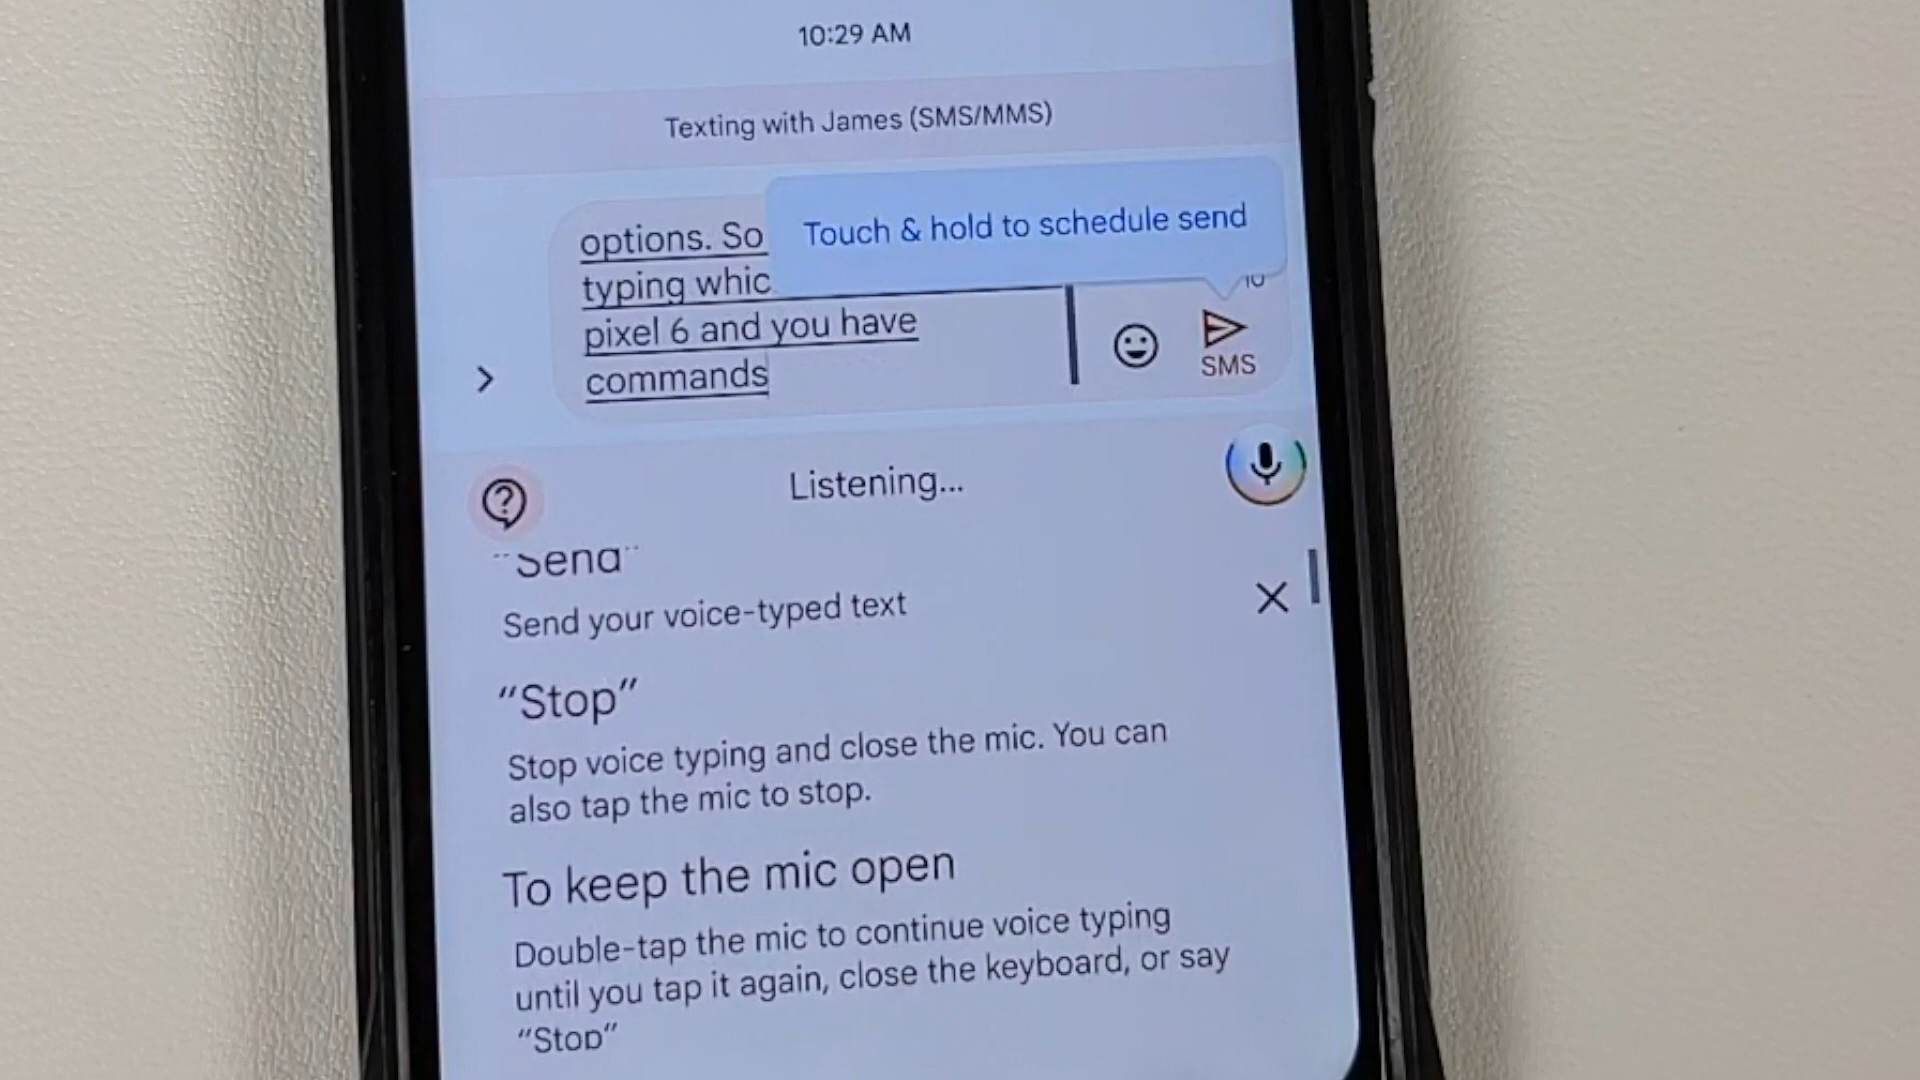 10:29 AM
Texting with James (SMS/MMS)
Touch & hold to schedule send
options. So
typing whic
pixel 6 and you have
commands
SMS
Listening...
"Send"
Send your voice-typed text
"Stop"
Stop voice typing and close the mic. You can
also tap the mic to stop.
To keep the mic open
Double-tap the mic to continue voice typing
until you tap it again, close the keyboard, or say
"Stop"